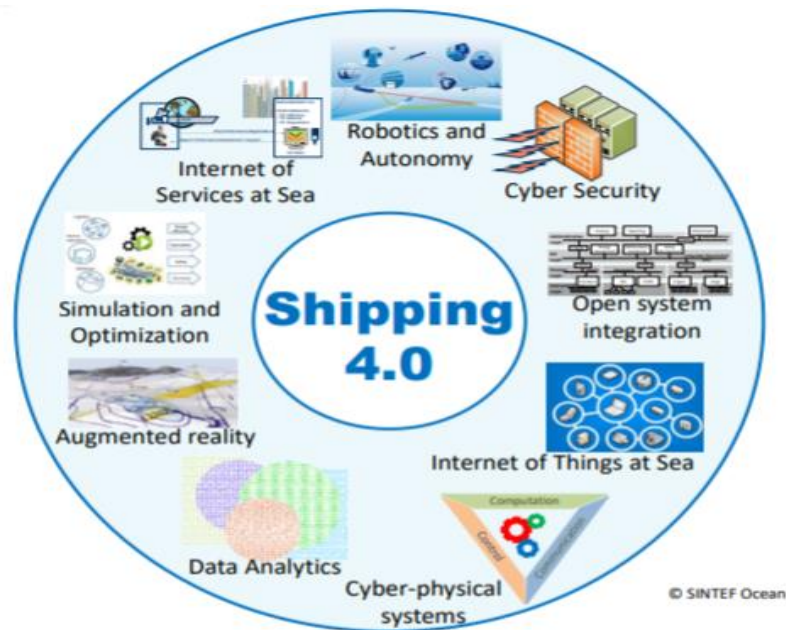 Robotics and
Autonomy
Internet of
Services at Sea
Cyber Security
Simulation and
Optimization
Shipping
4.0
Open system
integration
Augmented reality
Internet of Things at Sea
Data Analytics
Computation
Control
Communication
Cyber-physical
systems
© SINTEF Ocean